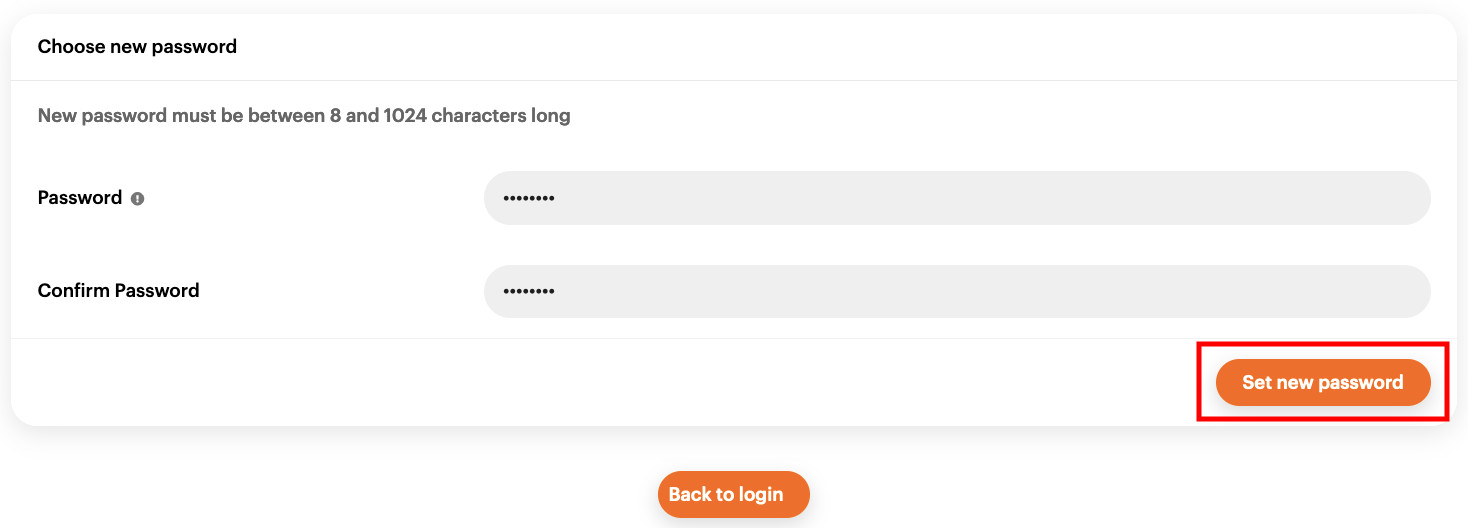 Choose new password
New password must be between 8 and 1024 characters long
Password
••••••••
Confirm Password
••••••••
Set new password
Back to login